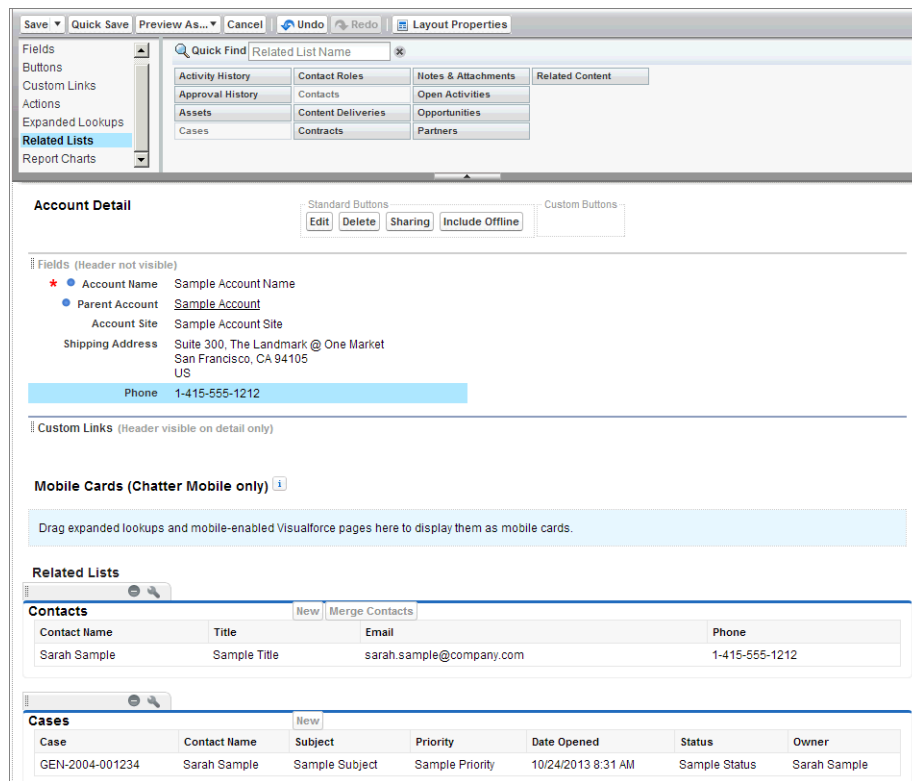 Save Quick Save Preview As... Cancel Undo Redo Layout Properties
Fields
Buttons
Custom Links
Actions
Expanded Lookups
Related Lists
Report Charts
Quick Find Related List Name
Activity History Contact Roles Notes & Attachments Related Content
Approval History Contacts Open Activities
Assets Content Deliveries Opportunities
Cases Contracts Partners
Account Detail
Standard Buttons Custom Buttons
Edit Delete Sharing Include Offline
Fields (Header not visible)
* Account Name Sample Account Name
Parent Account Sample Account
Account Site Sample Account Site
Shipping Address Suite 300, The Landmark @ One Market
San Francisco, CA 94105
US
Phone 1-415-555-1212
Custom Links (Header visible on detail only)
Mobile Cards (Chatter Mobile only) i
Drag expanded lookups and mobile-enabled Visualforce pages here to display them as mobile cards.
Related Lists
Contacts New Merge Contacts
Contact Name Title Email Phone
Sarah Sample Sample Title sarah.sample@company.com 1-415-555-1212
Cases New
Case Contact Name Subject Priority Date Opened Status Owner
GEN-2004-001234 Sarah Sample Sample Subject Sample Priority 10/24/2013 8:31 AM Sample Status Sarah Sample